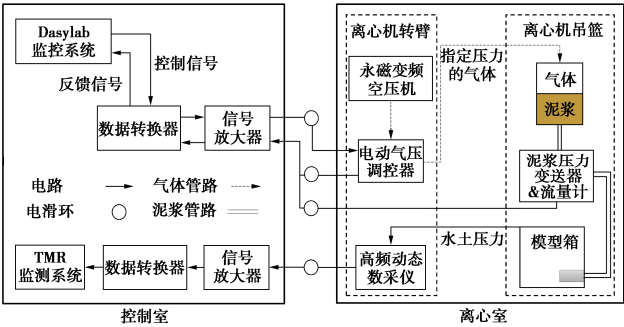 Dasylab
监控系统
控制信号
反馈信号
数据转换器
信号
放大器
电路
气体管路
电滑环
泥浆管路
TMR
监测系统
数据转换器
信号
放大器
控制室
离心机转臂
永磁变频
空压机
指定压力
的气体
电动气压
调控器
水土压力
高频动态
数采仪
离心机吊篮
气体
泥浆
泥浆压力
变送器
&流量计
模型箱
离心室